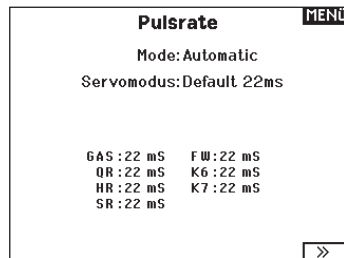 Pulsrate
MENÜ
Mode: Automatic
Servomodus: Default 22ms
GAS :22 mS FW:22 mS
QR :22 mS K6 :22 mS
HR :22 mS K7 :22 mS
SR :22 mS
»